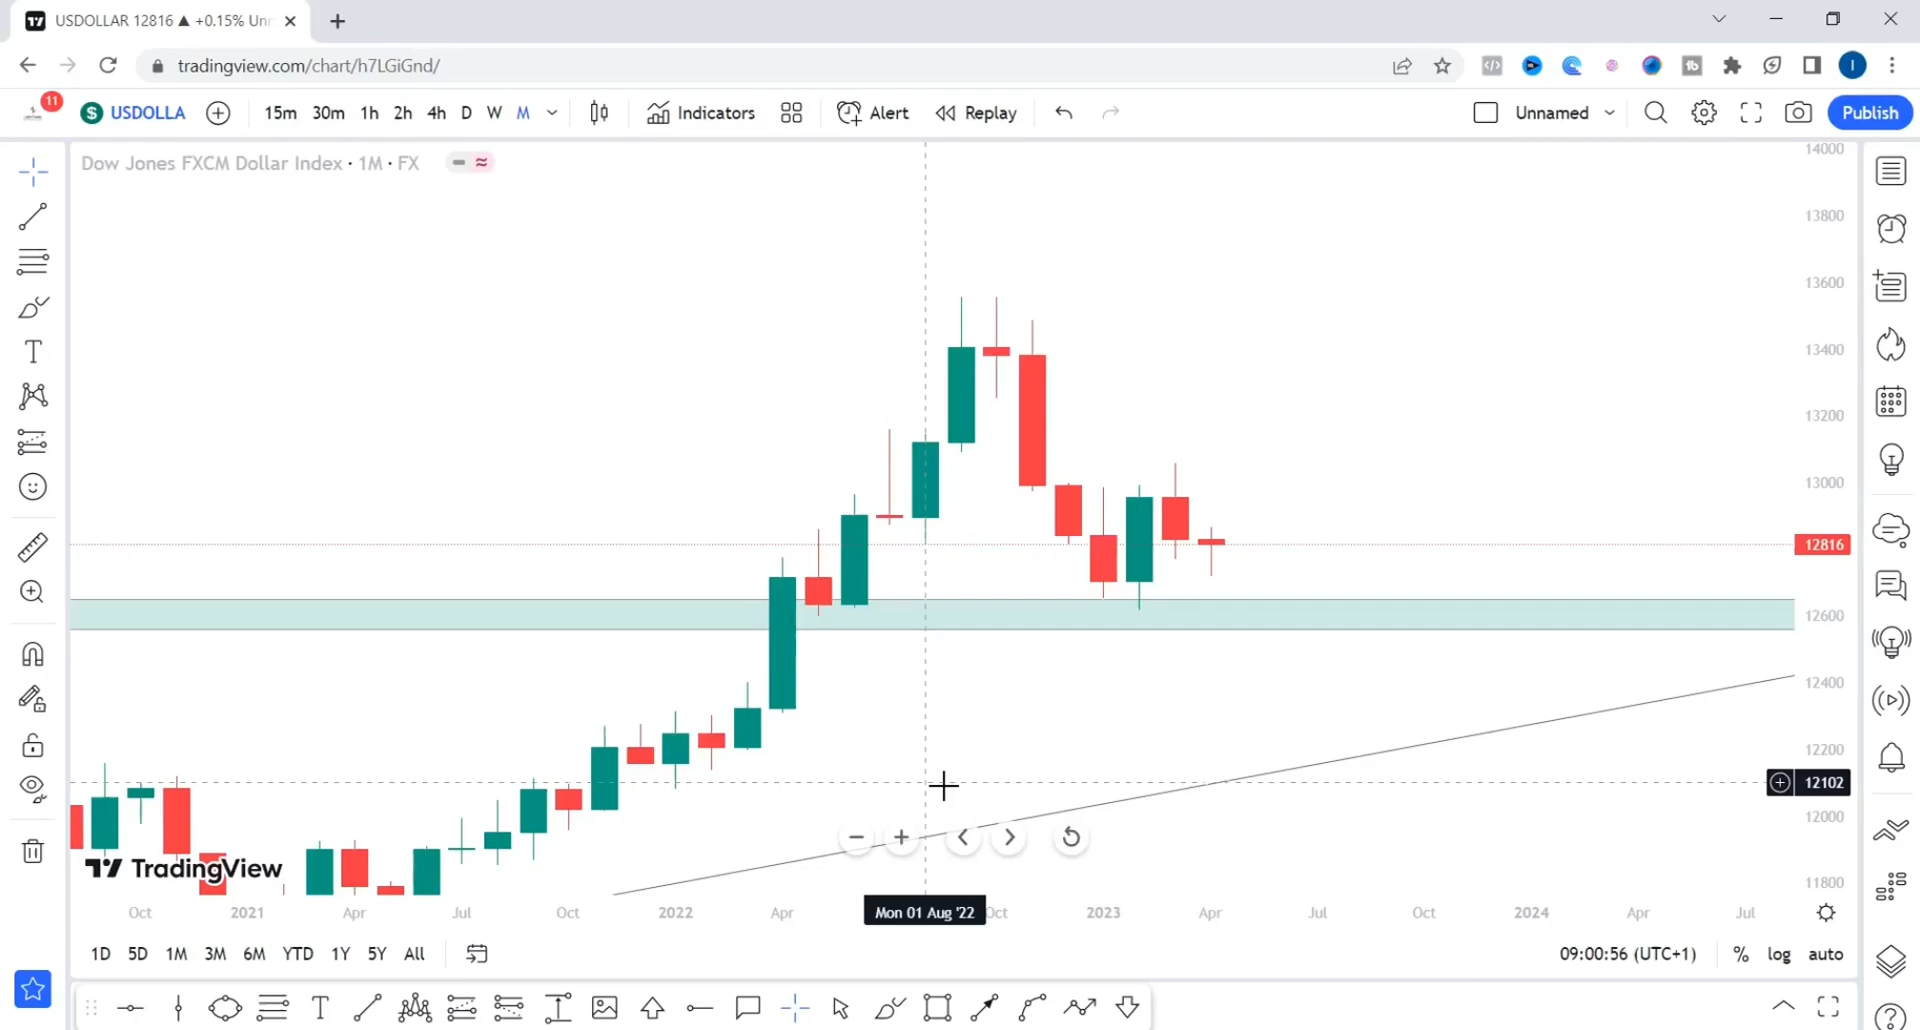 USDOLLAR 12816 ▲ +0.15% Unn
tradingview.com/chart/h7LGiGnd/
11
USDOLLA 15m 30m 1h 2h 4h D W M Indicators Alert Replay Unnamed Publish
Dow Jones FXCM Dollar Index · 1M · FX
14000
13800
13600
13400
13200
13000
12816
12600
12400
12200
12102
12000
11800
TradingView
Oct 2021 Apr Jul Oct 2022 Apr Mon 01 Aug '22 Oct 2023 Apr Jul Oct 2024 Apr Jul
1D 5D 1M 3M 6M YTD 1Y 5Y All 09:00:56 (UTC+1) % log auto